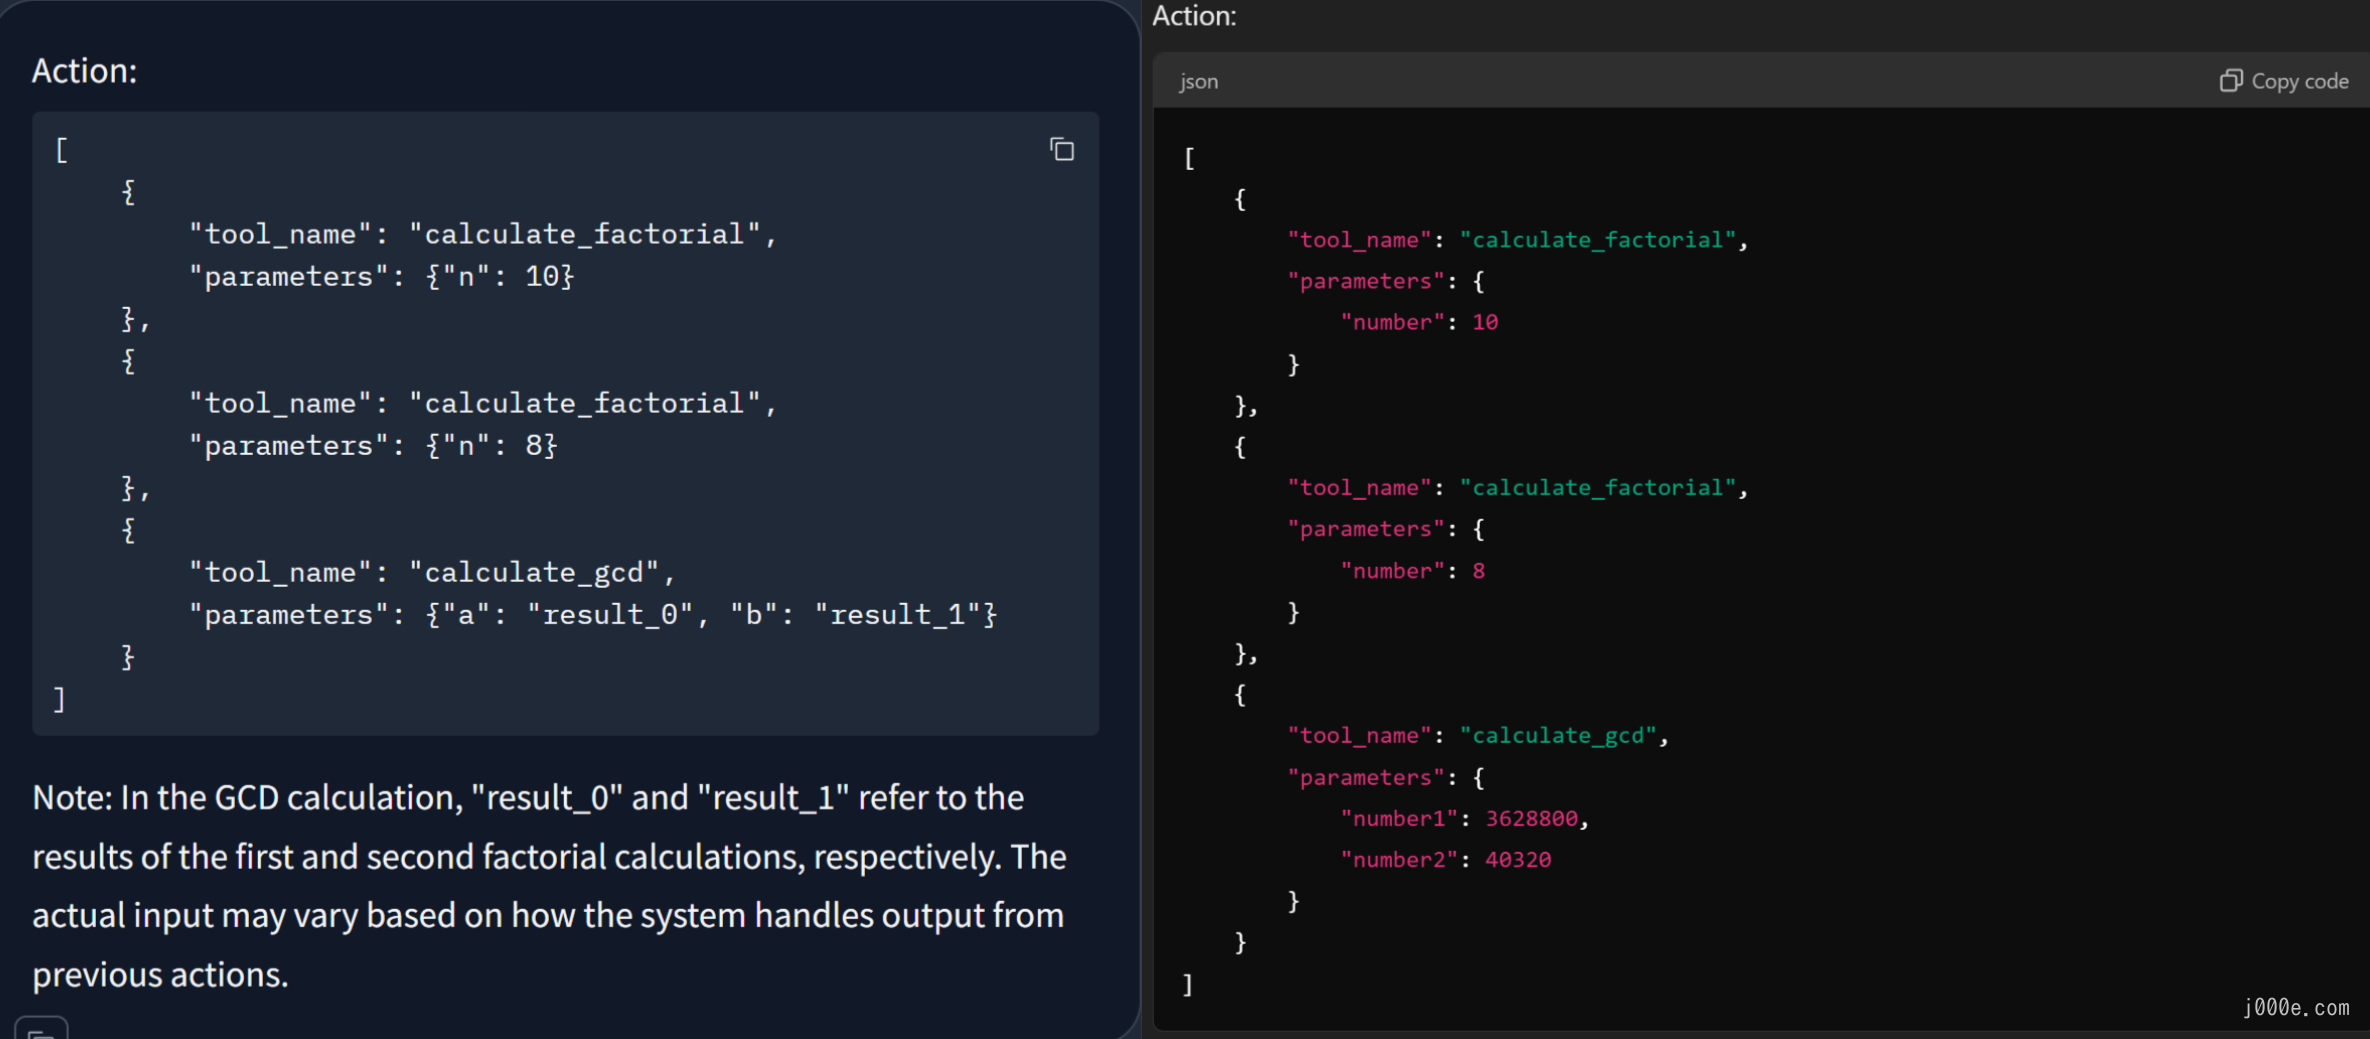 Action:
[
    {
        "tool_name": "calculate_factorial",
        "parameters": {"n": 10}
    },
    {
        "tool_name": "calculate_factorial",
        "parameters": {"n": 8}
    },
    {
        "tool_name": "calculate_gcd",
        "parameters": {"a": "result_0", "b": "result_1"}
    }
]
Note: In the GCD calculation, "result_0" and "result_1" refer to the
results of the first and second factorial calculations, respectively. The
actual input may vary based on how the system handles output from
previous actions.
Action:
json
Copy code
[
    {
        "tool_name": "calculate_factorial",
        "parameters": {
            "number": 10
        }
    },
    {
        "tool_name": "calculate_factorial",
        "parameters": {
            "number": 8
        }
    },
    {
        "tool_name": "calculate_gcd",
        "parameters": {
            "number1": 3628800,
            "number2": 40320
        }
    }
]
j000e.com